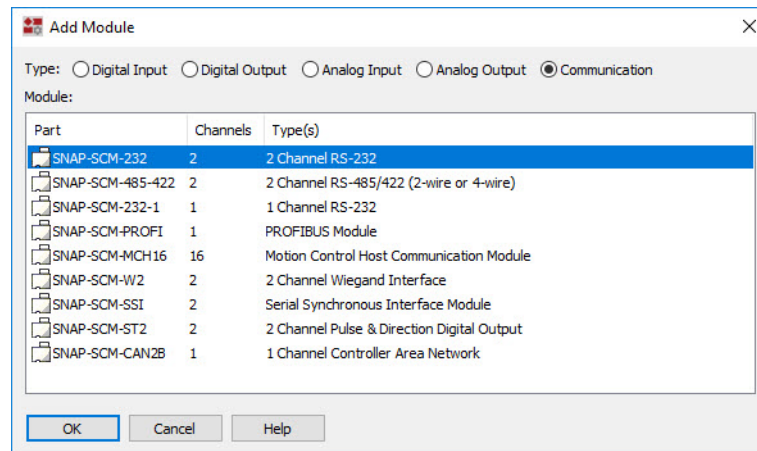 Add Module
Type: Digital Input Digital Output Analog Input Analog Output Communication
Module:
Part Channels Type(s)
SNAP-SCM-232 2 2 Channel RS-232
SNAP-SCM-485-422 2 2 Channel RS-485/422 (2-wire or 4-wire)
SNAP-SCM-232-1 1 1 Channel RS-232
SNAP-SCM-PROFI 1 PROFIBUS Module
SNAP-SCM-MCH16 16 Motion Control Host Communication Module
SNAP-SCM-W2 2 2 Channel Wiegand Interface
SNAP-SCM-SSI 2 Serial Synchronous Interface Module
SNAP-SCM-ST2 2 2 Channel Pulse & Direction Digital Output
SNAP-SCM-CAN2B 1 1 Channel Controller Area Network
OK Cancel Help